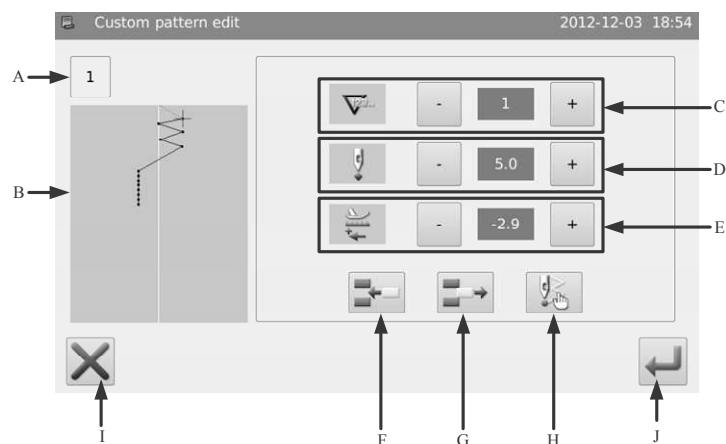 Custom pattern edit 2012-12-03 18:54
A 1
- 1 + C
B - 5.0 + D
- -2.9 + E
I F G H J